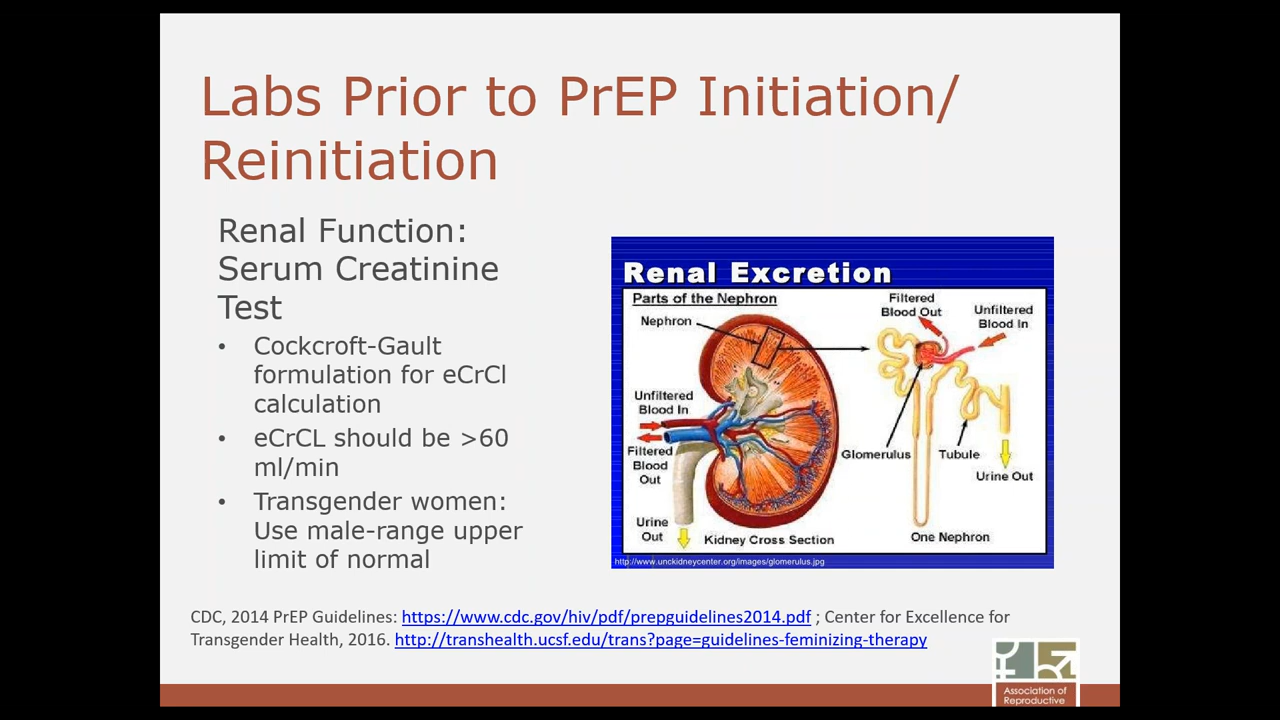 Labs Prior to PrEP Initiation/
Reinitiation
Renal Function:
Serum Creatinine
Test
• Cockcroft-Gault
formulation for eCrCl
calculation
• eCrCL should be >60
ml/min
• Transgender women:
Use male-range upper
limit of normal
Renal Excretion
Parts of the Nephron
Nephron
Filtered
Blood Out
Unfiltered
Blood In
Unfiltered
Blood In
Filtered
Blood
Out
Glomerulus
Tubule
Urine Out
Urine
Out
Kidney Cross Section
One Nephron
http://www.unckidneycenter.org/images/glomerulus.jpg
CDC, 2014 PrEP Guidelines: https://www.cdc.gov/hiv/pdf/prepguidelines2014.pdf ; Center for Excellence for
Transgender Health, 2016. http://transhealth.ucsf.edu/trans?page=guidelines-feminizing-therapy
Association of
Reproductive